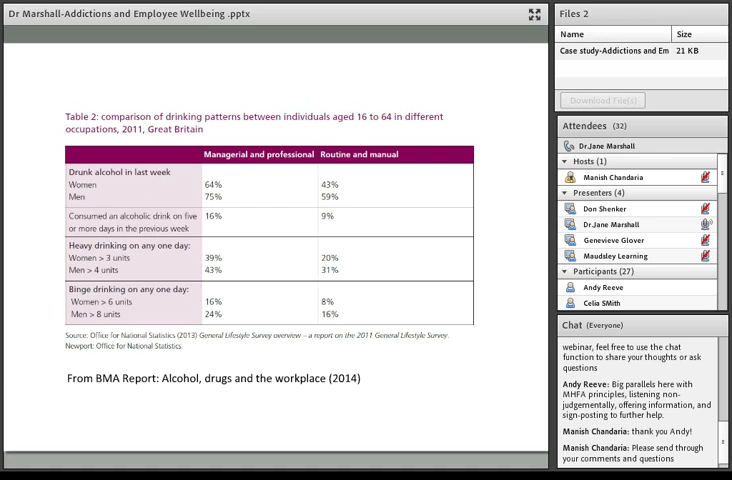 Dr Marshall-Addictions and Employee Wellbeing .pptx
Table 2: comparison of drinking patterns between individuals aged 16 to 64 in different
occupations, 2011, Great Britain
Managerial and professional Routine and manual
Drunk alcohol in last week
Women 64% 43%
Men 75% 59%
Consumed an alcoholic drink on five 16% 9%
or more days in the previous week
Heavy drinking on any one day:
Women > 3 units 39% 20%
Men > 4 units 43% 31%
Binge drinking on any one day:
Women > 6 units 16% 8%
Men > 8 units 24% 16%
Source: Office for National Statistics (2013) General Lifestyle Survey overview – a report on the 2011 General Lifestyle Survey.
Newport: Office for National Statistics.
From BMA Report: Alcohol, drugs and the workplace (2014)
Files 2
Name Size
Case study-Addictions and Em 21 KB
Download File(s)
Attendees (32)
Dr.Jane Marshall
Hosts (1)
Manish Chandaria
Presenters (4)
Don Shenker
Dr.Jane Marshall
Genevieve Glover
Maudsley Learning
Participants (27)
Andy Reeve
Celia SMith
Chat (Everyone)
webinar, feel free to use the chat
function to share your thoughts or ask
questions
Andy Reeve: Big parallels here with
MHFA principles, listening non-
judgementally, offering information, and
sign-posting to further help.
Manish Chandaria: thank you Andy!
Manish Chandaria: Please send through
your comments and questions